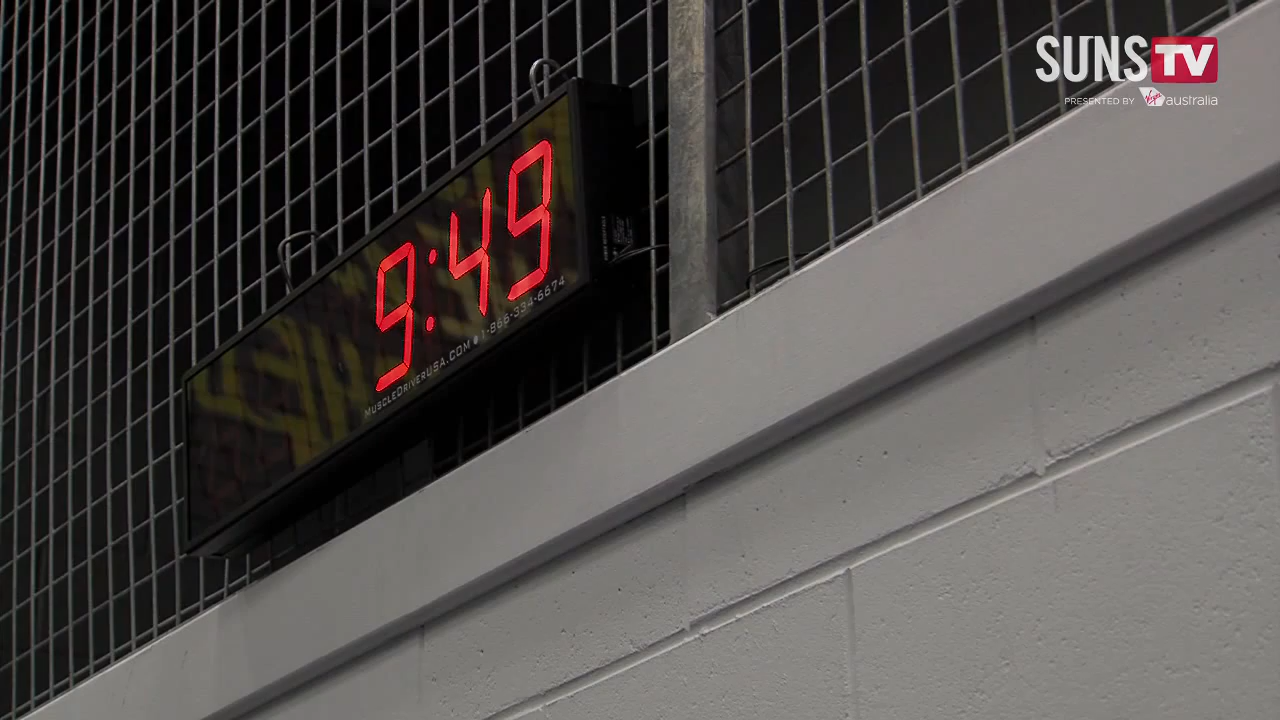 SUNS TV
PRESENTED BY Virgin australia
9:49
MUSCLEDRIVERUSA.COM • 1-866-334-6674